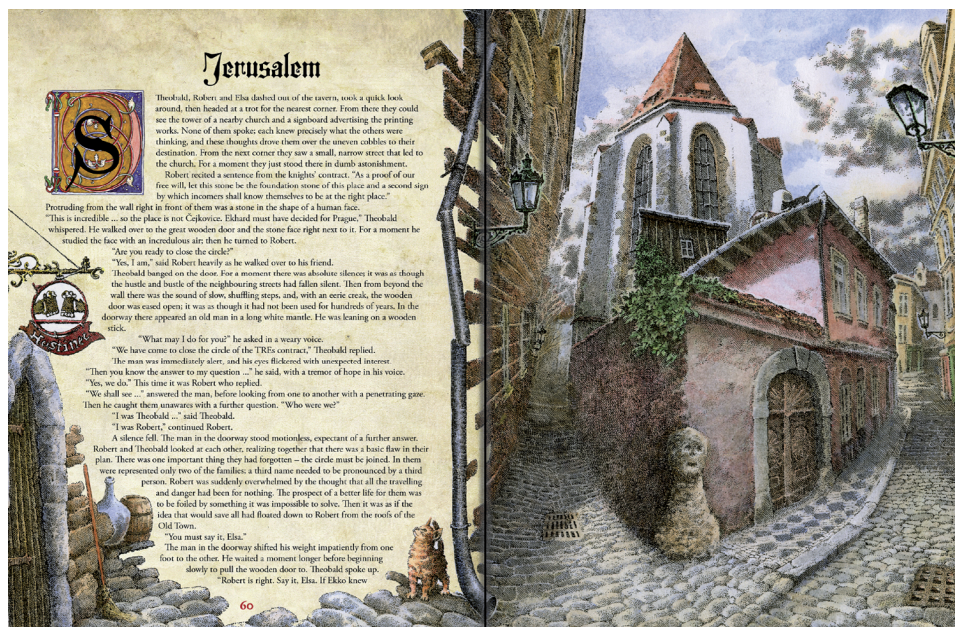 Jerusalem
S
Theobald, Robert and Elsa dashed out of the tavern, took a quick look
around, then headed at a trot for the nearest corner. From there they could
see the tower of a nearby church and a signboard advertising the printing
works. None of them spoke; each knew precisely what the others were
thinking, and these thoughts drove them over the uneven cobbles to their
destination. From the next corner they saw a small, narrow street that led to
the church. For a moment they just stood there in dumb astonishment.
Robert recited a sentence from the knights' contract. "As a proof of our
free will, let this stone be the foundation stone of this place and a second sign
by which incomers shall know themselves to be at the right place."
Protruding from the wall right in front of them was a stone in the shape of a human face.
"This is incredible ... so the place is not Čejkovice. Ekhard must have decided for Prague," Theobald
whispered. He walked over to the great wooden door and the stone face right next to it. For a moment he
studied the face with an incredulous air; then he turned to Robert.
"Are you ready to close the circle?"
"Yes, I am," said Robert heavily as he walked over to his friend.
Theobald banged on the door. For a moment there was absolute silence; it was as though
the hustle and bustle of the neighbouring streets had fallen silent. Then from beyond the
wall there was the sound of slow, shuffling steps, and, with an eerie creak, the wooden
door was eased open; it was as though it had not been used for hundreds of years. In the
doorway there appeared an old man in a long white mantle. He was leaning on a wooden
stick.
"What may I do for you?" he asked in a weary voice.
"We have come to close the circle of the TREs contract," Theobald replied.
The man was immediately alert, and his eyes flickered with unexpected interest.
"Then you know the answer to my question ..." he said, with a tremor of hope in his voice.
"Yes, we do." This time it was Robert who replied.
"We shall see ..." answered the man, before looking from one to another with a penetrating gaze.
Then he caught them unawares with a further question. "Who were we?"
"I was Theobald ..." said Theobald.
"I was Robert," continued Robert.
A silence fell. The man in the doorway stood motionless, expectant of a further answer.
Robert and Theobald looked at each other, realizing together that there was a basic flaw in their
plan. There was one important thing they had forgotten – the circle must be joined. In them
were represented only two of the families; a third name needed to be pronounced by a third
person. Robert was suddenly overwhelmed by the thought that all the travelling
and danger had been for nothing. The prospect of a better life for them was
to be foiled by something it was impossible to solve. Then it was as if the
idea that would save all had floated down to Robert from the roofs of the
Old Town.
"You must say it, Elsa."
The man in the doorway shifted his weight impatiently from one
foot to the other. He waited a moment longer before beginning
slowly to pull the wooden door to. Theobald spoke up.
"Robert is right. Say it, Elsa. If Ekko knew
60
Hostinec